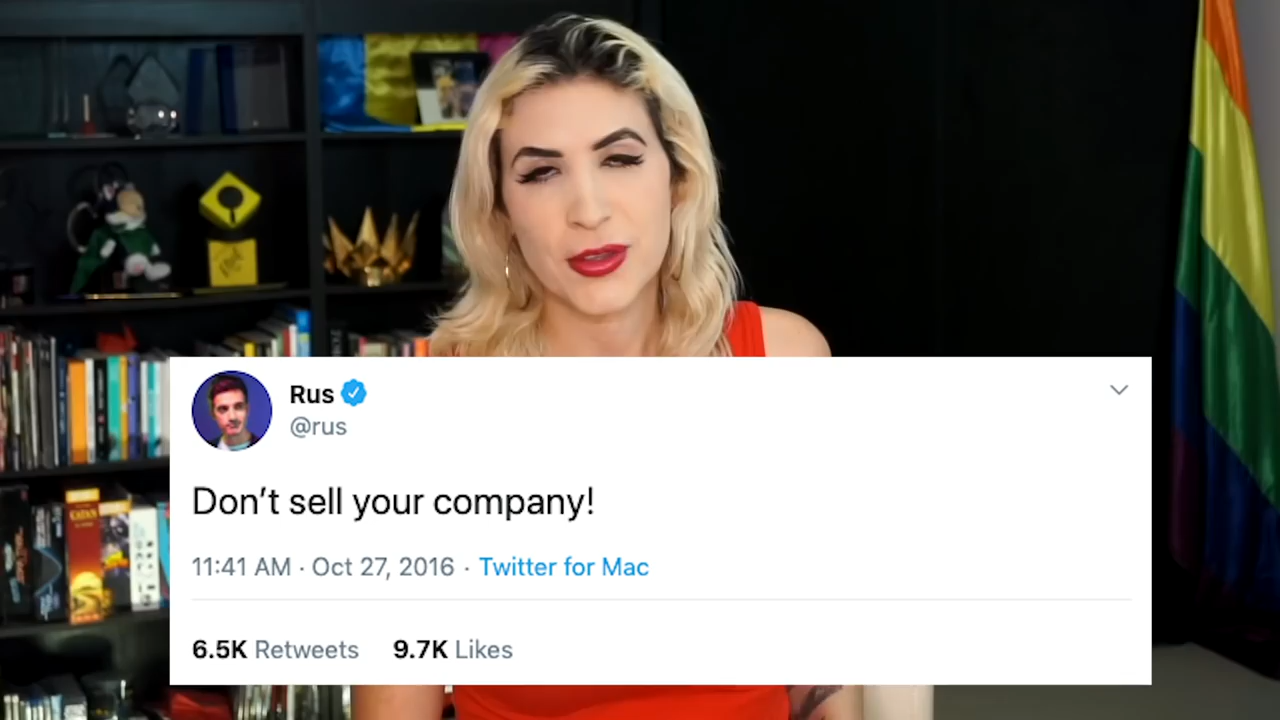 Rus
@rus
Don't sell your company!
11:41 AM · Oct 27, 2016 · Twitter for Mac
6.5K Retweets 9.7K Likes
CATAN